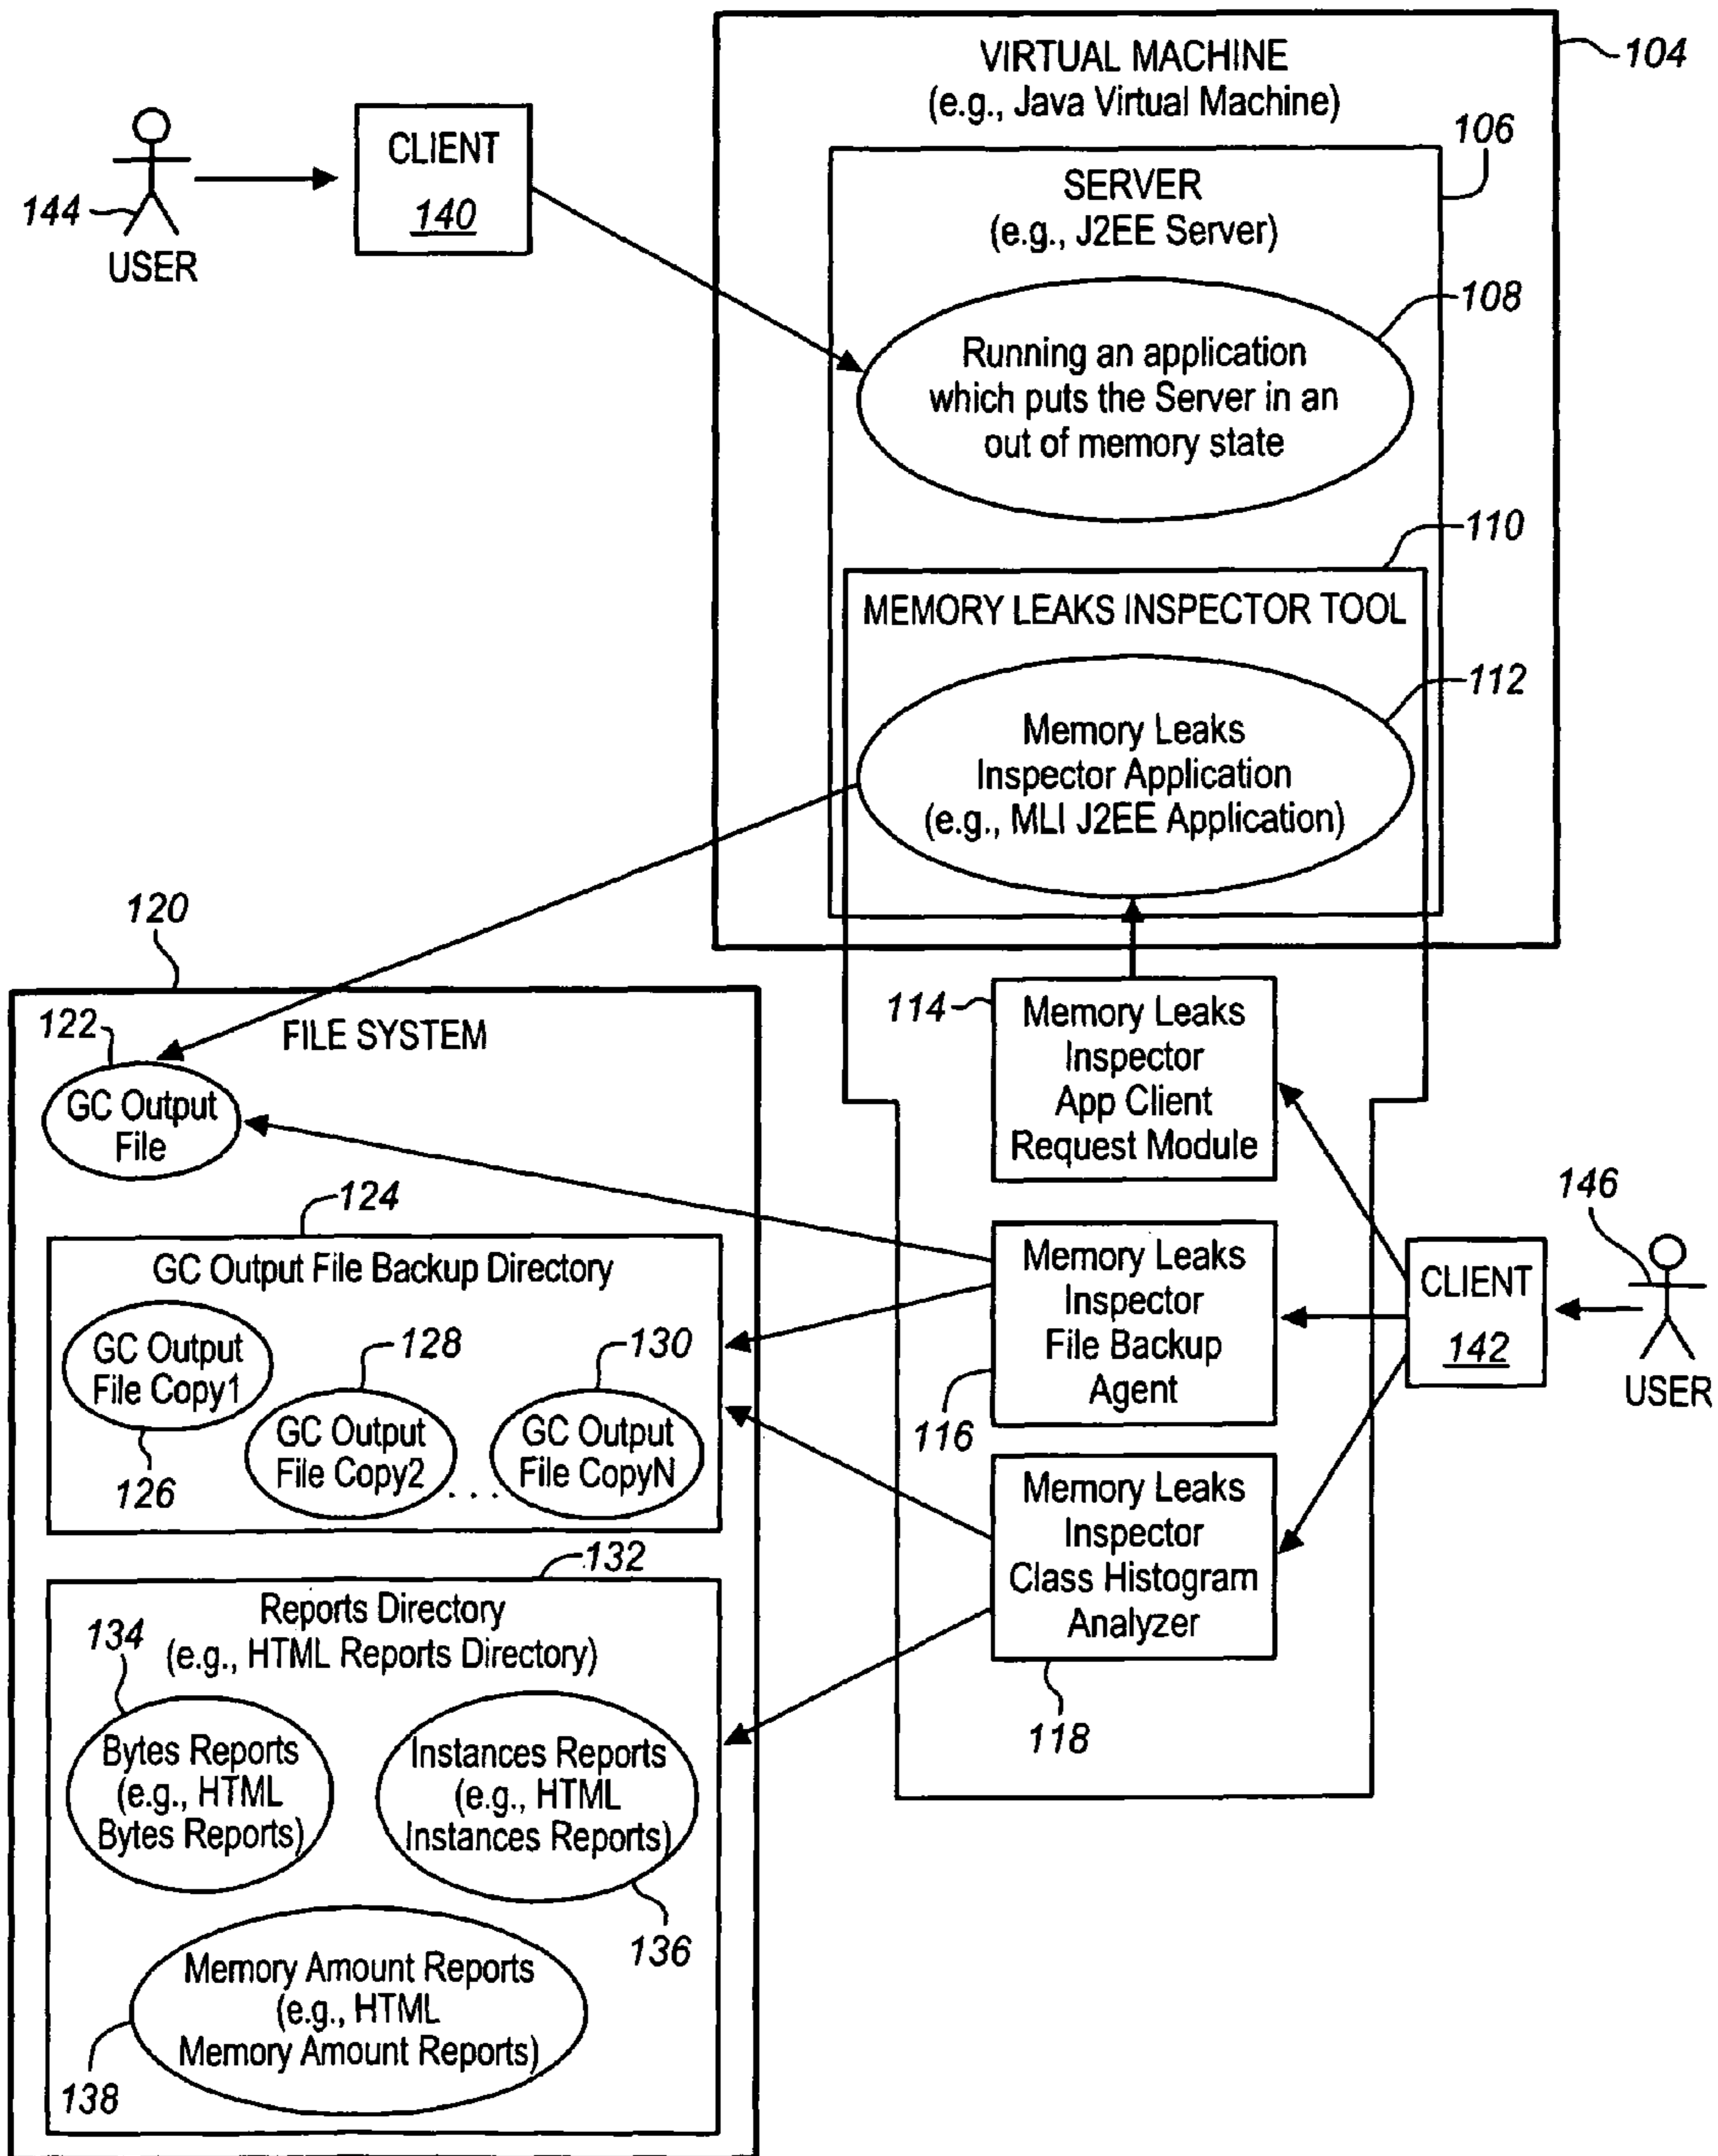 VIRTUAL MACHINE
(e.g., Java Virtual Machine)
104
106
SERVER
(e.g., J2EE Server)
CLIENT
140
144
USER
108
Running an application
which puts the Server in an
out of memory state
110
MEMORY LEAKS INSPECTOR TOOL
112
Memory Leaks
Inspector Application
(e.g., MLI J2EE Application)
120
122
FILE SYSTEM
GC Output
File
114
Memory Leaks
Inspector
App Client
Request Module
124
GC Output File Backup Directory
GC Output
File Copy1
126
128
GC Output
File Copy2
. . .
130
GC Output
File CopyN
Memory Leaks
Inspector
File Backup
Agent
116
CLIENT
142
146
USER
Memory Leaks
Inspector
Class Histogram
Analyzer
118
132
Reports Directory
(e.g., HTML Reports Directory)
134
Bytes Reports
(e.g., HTML
Bytes Reports)
Instances Reports
(e.g., HTML
Instances Reports)
136
Memory Amount Reports
(e.g., HTML
Memory Amount Reports)
138